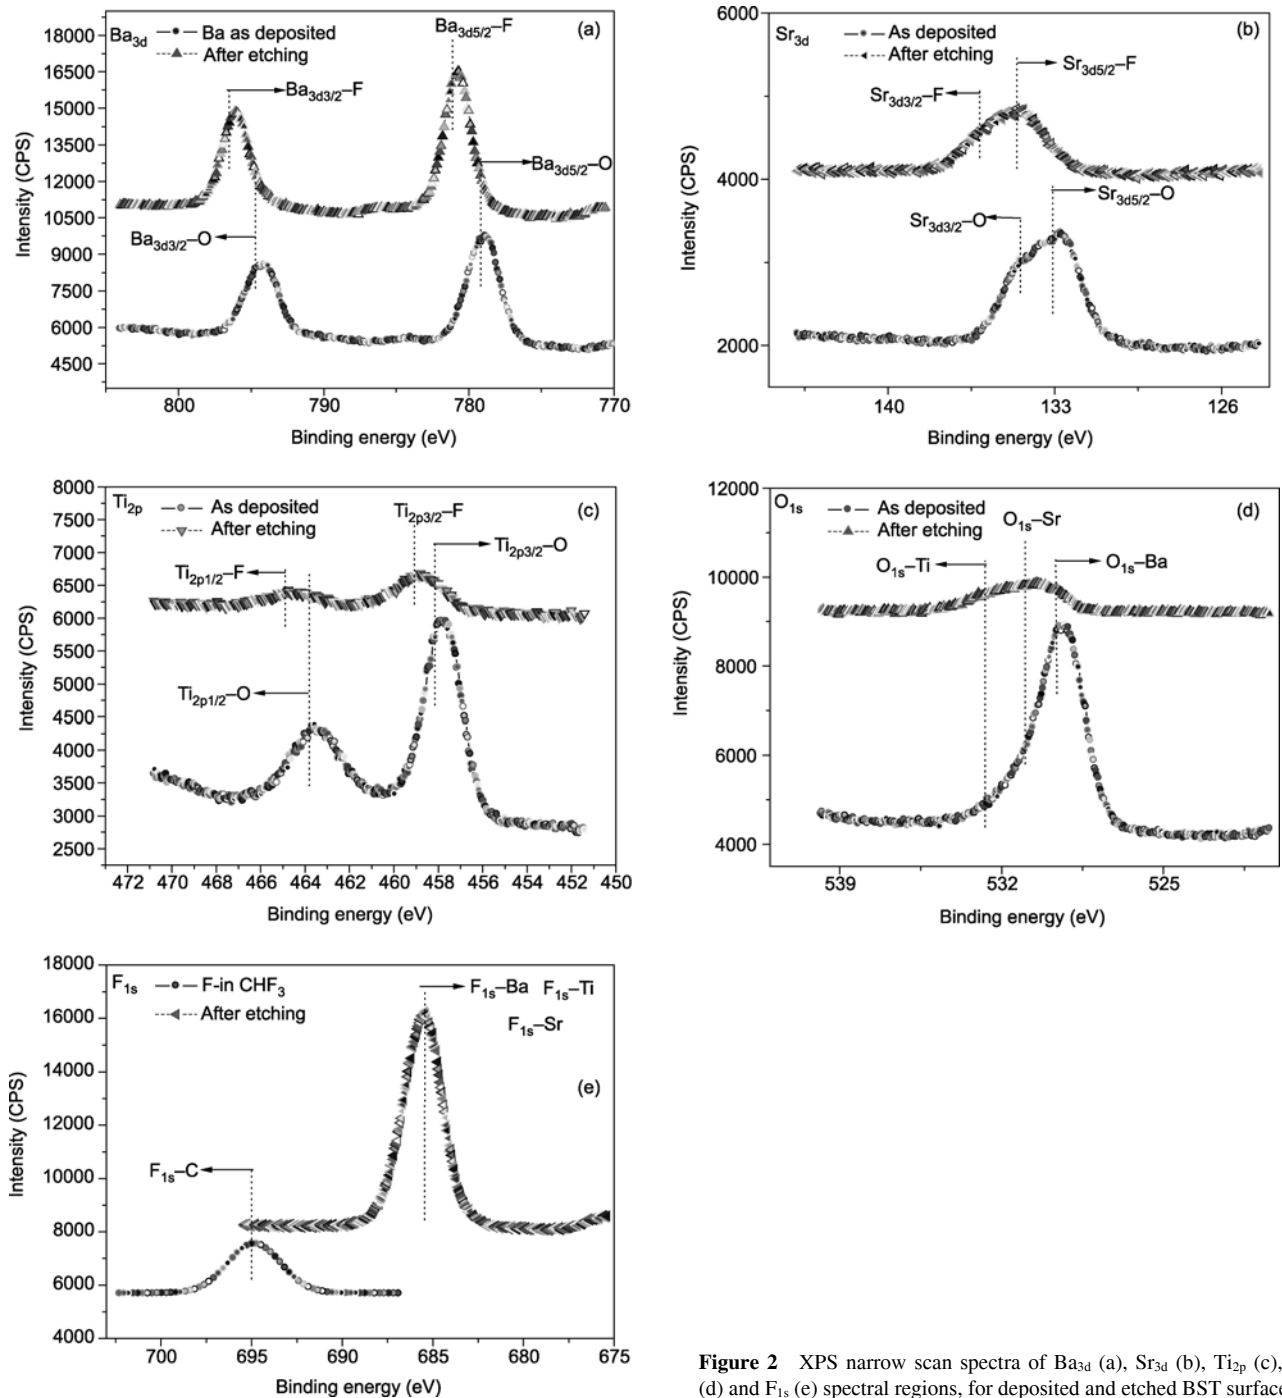 Ba3d
Ba as deposited
After etching
Ba3d5/2–F
(a)
Ba3d3/2–F
Ba3d5/2–O
Ba3d3/2–O
18000
16500
15000
13500
12000
10500
9000
7500
6000
4500
Intensity (CPS)
800
790
780
770
Binding energy (eV)
Sr3d
As deposited
After etching
(b)
Sr3d5/2–F
Sr3d3/2–F
Sr3d5/2–O
Sr3d3/2–O
6000
4000
2000
Intensity (CPS)
140
133
126
Binding energy (eV)
Ti2p
As deposited
After etching
Ti2p3/2–F
(c)
Ti2p3/2–O
Ti2p1/2–F
Ti2p1/2–O
8000
7500
7000
6500
6000
5500
5000
4500
4000
3500
3000
2500
Intensity (CPS)
472
470
468
466
464
462
460
458
456
454
452
450
Binding energy (eV)
O1s
As deposited
After etching
O1s–Sr
(d)
O1s–Ti
O1s–Ba
12000
10000
8000
6000
4000
Intensity (CPS)
539
532
525
Binding energy (eV)
F1s
F-in CHF3
After etching
F1s–Ba F1s–Ti
F1s–Sr
(e)
F1s–C
18000
16000
14000
12000
10000
8000
6000
4000
Intensity (CPS)
700
695
690
685
680
675
Binding energy (eV)
Figure 2 XPS narrow scan spectra of Ba3d (a), Sr3d (b), Ti2p (c),
(d) and F1s (e) spectral regions, for deposited and etched BST surface